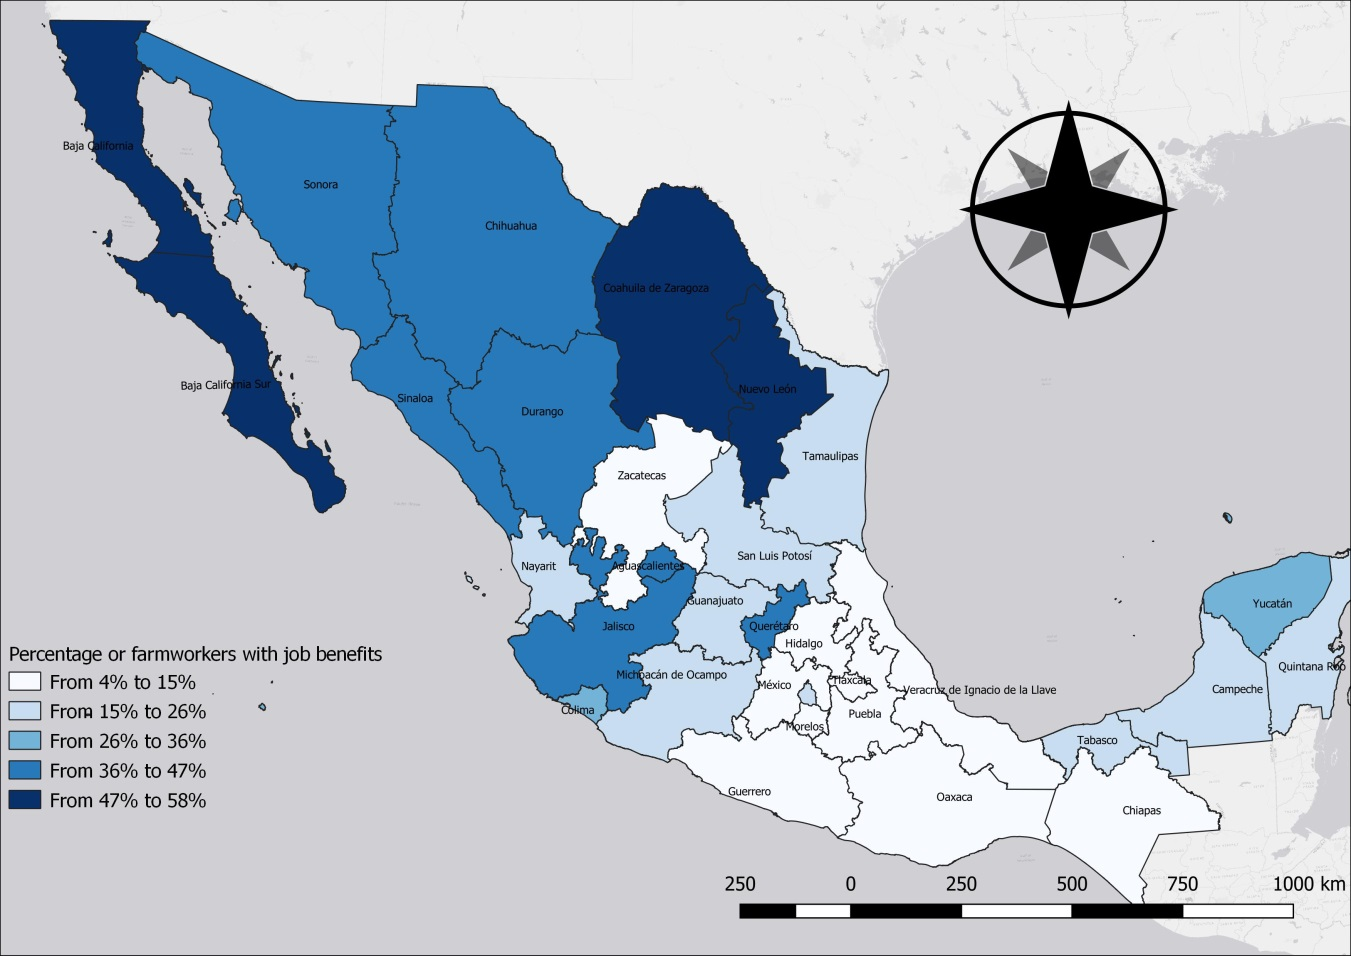 Baja California
Sonora
Chihuahua
Coahuila de Zaragoza
Baja California Sur
Nuevo León
Sinaloa
Durango
Tamaulipas
Zacatecas
San Luis Potosí
Nayarit
Aguascalientes
Guanajuato
Yucatán
Jalisco
Querétaro
Hidalgo
Quintana Roo
Michoacán de Ocampo
México
Tlaxcala
Veracruz de Ignacio de la Llave
Campeche
Colima
Puebla
Morelos
Tabasco
Guerrero
Oaxaca
Chiapas
Percentage or farmworkers with job benefits
From 4% to 15%
From 15% to 26%
From 26% to 36%
From 36% to 47%
From 47% to 58%
250 0 250 500 750 1000 km